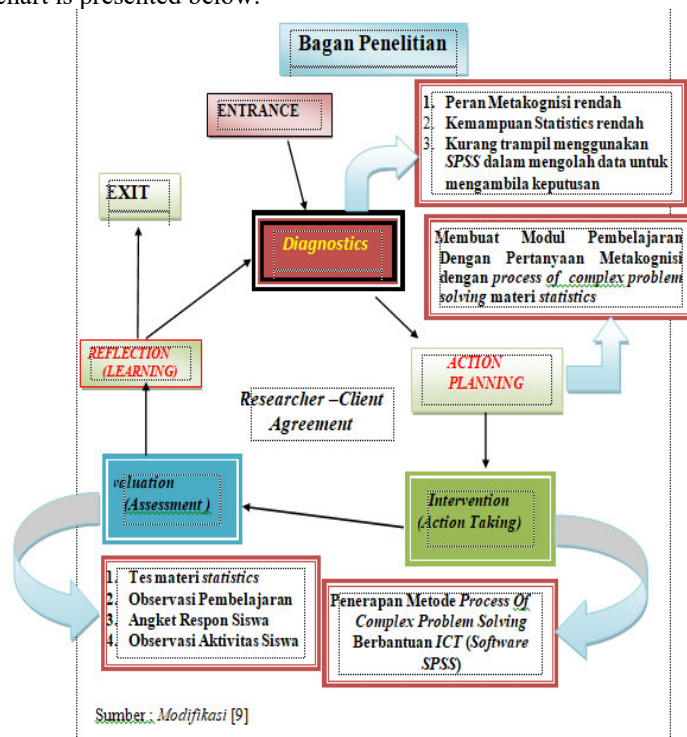 chart is presented below.
Bagan Penelitian
ENTRANCE
1. Peran Metakognisi rendah
2. Kemampuan Statistics rendah
3. Kurang trampil menggunakan
SPSS dalam mengolah data untuk
mengambila keputusan
EXIT
Diagnostics
Membuat Modul Pembelajaran
Dengan Pertanyaan Metakognisi
dengan process of complex problem
solving materi statistics
REFLECTION
(LEARNING)
ACTION
PLANNING
Researcher –Client
Agreement
valuation
(Assessment )
Intervention
(Action Taking)
1. Tes materi statistics
2. Observasi Pembelajaran
3. Angket Respon Siswa
4. Observasi Aktivitas Siswa
Penerapan Metode Process Of
Complex Problem Solving
Berbantuan ICT (Software
SPSS)
Sumber : Modifikasi [9]